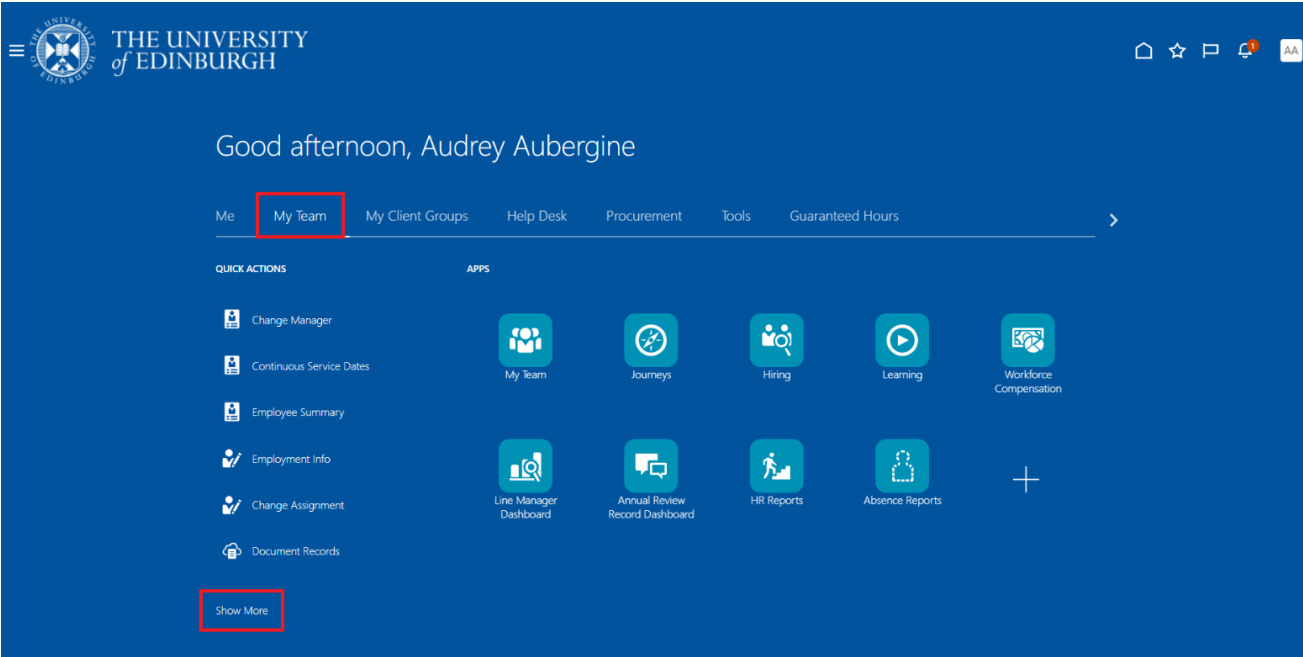 THE UNIVERSITY
of EDINBURGH
1
AA
Good afternoon, Audrey Aubergine
Me My Team My Client Groups Help Desk Procurement Tools Guaranteed Hours
QUICK ACTIONS
Change Manager
Continuous Service Dates
Employee Summary
Employment Info
Change Assignment
Document Records
Show More
APPS
My Team
Journeys
Hiring
Learning
Workforce
Compensation
Line Manager
Dashboard
Annual Review
Record Dashboard
HR Reports
Absence Reports